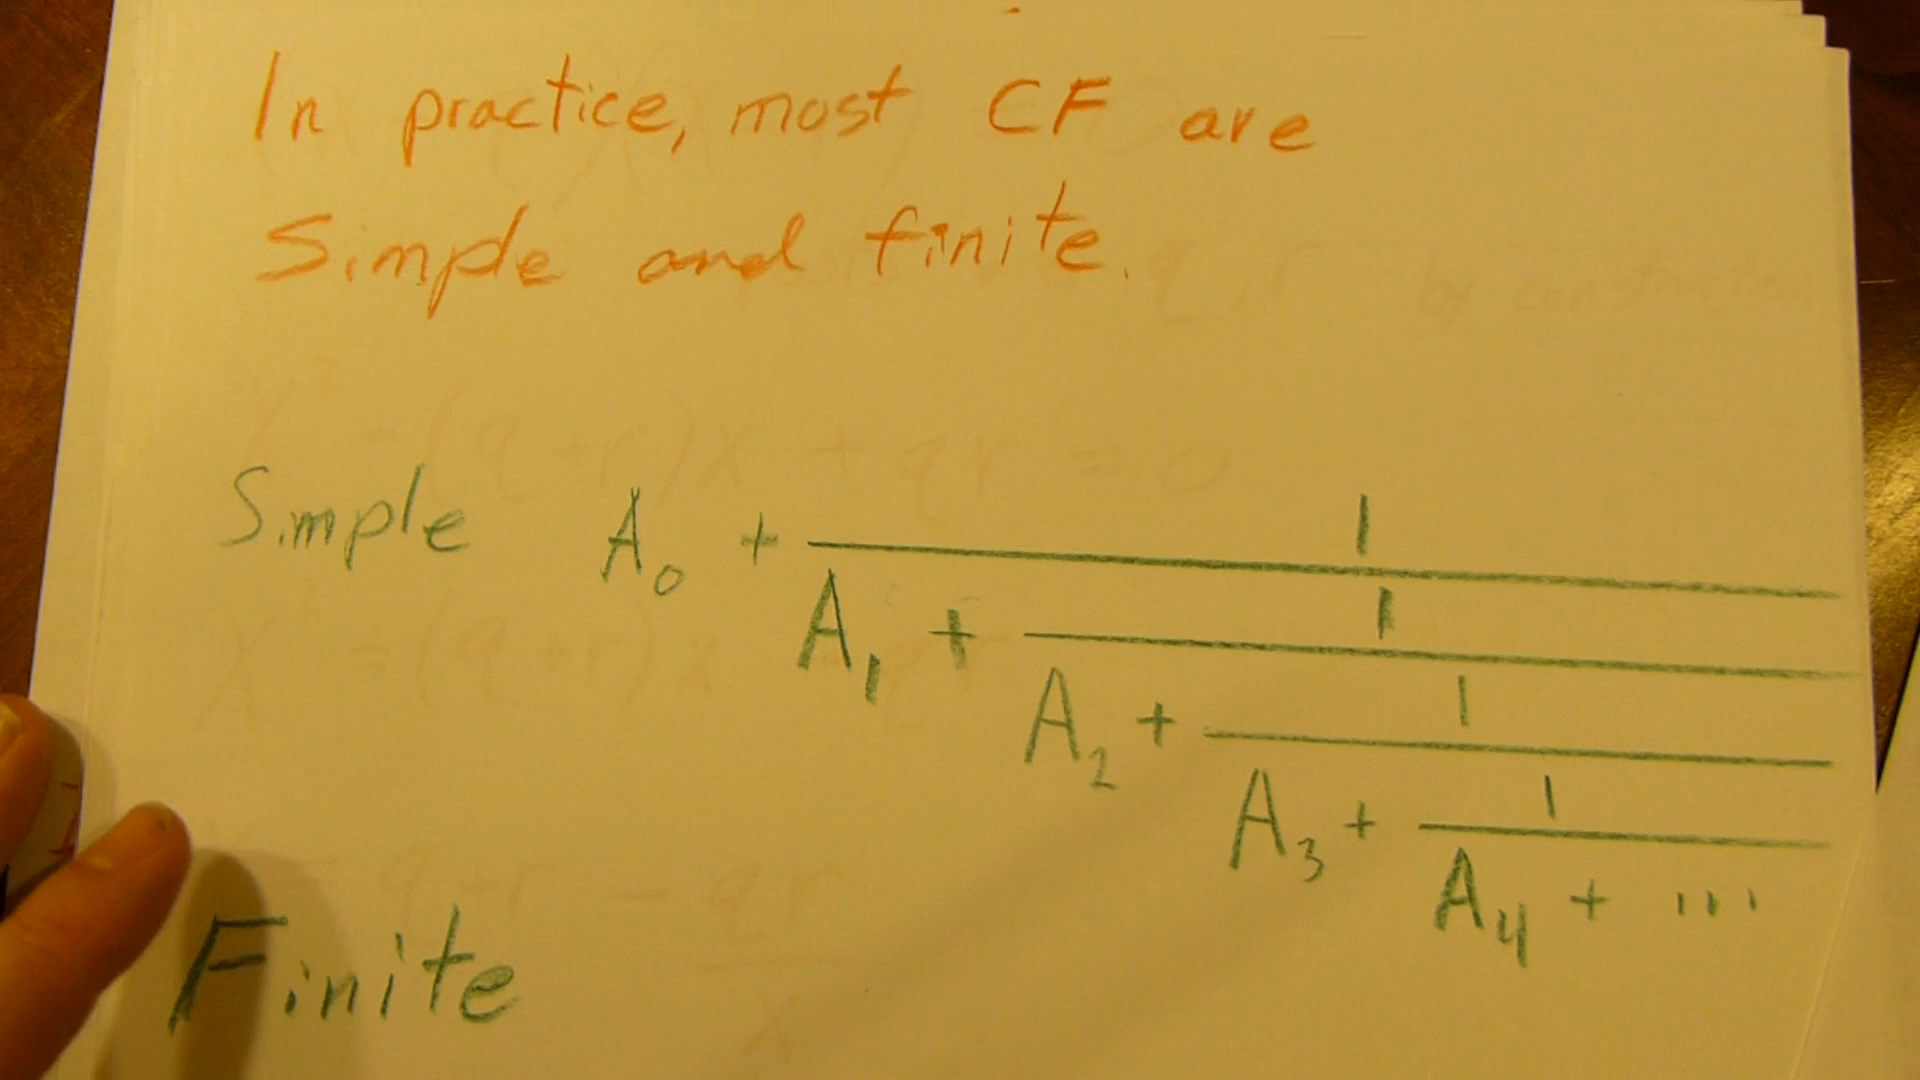 In practice, most CF are
Simple and finite.
Simple A₀ + 1
A₁ + 1
A₂ + 1
A₃ + 1
A₄ + ...
Finite